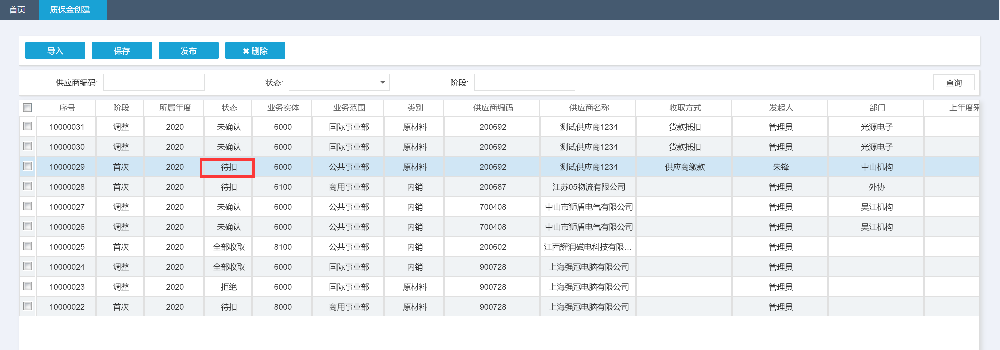 首页 质保金创建
导入 保存 发布 删除
供应商编码: 状态: 阶段: 查询
序号 阶段 所属年度 状态 业务实体 业务范围 类别 供应商编码 供应商名称 收取方式 发起人 部门 上年度采
10000031 调整 2020 未确认 6000 国际事业部 原材料 200692 测试供应商1234 货款抵扣 管理员 光源电子
10000030 调整 2020 未确认 6000 国际事业部 原材料 200692 测试供应商1234 货款抵扣 管理员 光源电子
10000029 首次 2020 待扣 6000 公共事业部 原材料 200692 测试供应商1234 供应商缴款 朱锋 中山机构
10000028 首次 2020 待扣 6100 商用事业部 内销 200687 江苏05物流有限公司 管理员 外协
10000027 调整 2020 未确认 6000 公共事业部 内销 700408 中山市狮盾电气有限公司 管理员 吴江机构
10000026 调整 2020 未确认 6000 公共事业部 内销 700408 中山市狮盾电气有限公司 管理员 吴江机构
10000025 首次 2020 全部收取 8100 公共事业部 内销 200602 江西耀润磁电科技有限... 管理员
10000024 调整 2020 全部收取 6000 国际事业部 内销 900728 上海强冠电脑有限公司 管理员
10000023 调整 2020 拒绝 6000 国际事业部 原材料 900728 上海强冠电脑有限公司 管理员
10000022 首次 2020 待扣 8000 商用事业部 原材料 900728 上海强冠电脑有限公司 管理员